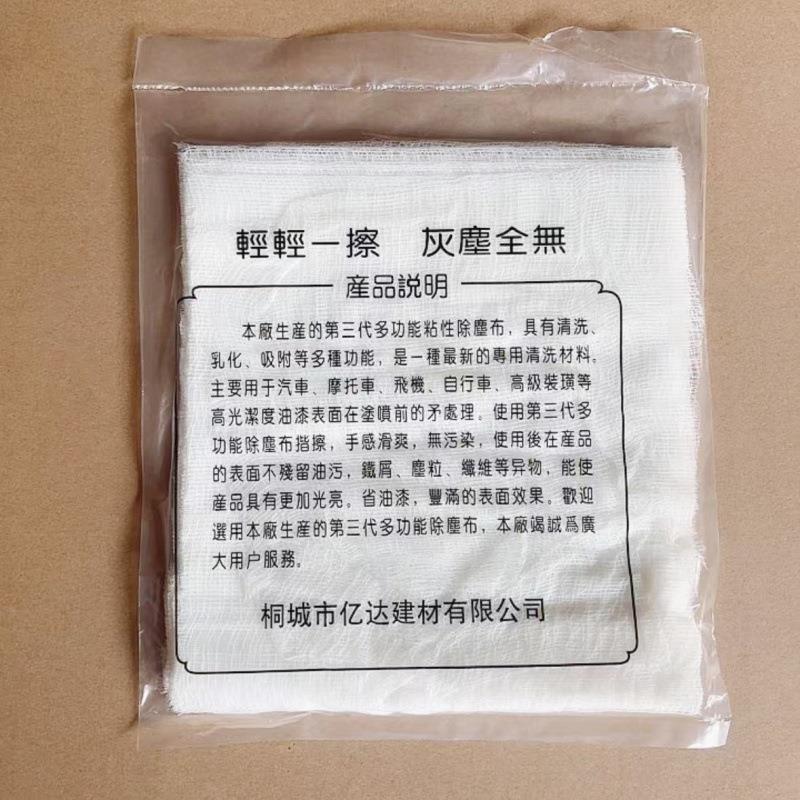 輕輕一擦 灰塵全無
産品説明
本廠生産的第三代多功能粘性除塵布，具有清洗、
乳化、吸附等多種功能，是一種最新的專用清洗材料。
主要用于汽車、摩托車、飛機、自行車、高級裝璜等
高光潔度油漆表面在塗噴前的矛處理。使用第三代多
功能除塵布揩擦，手感滑爽，無污染，使用後在産品
的表面不殘留油污，鐵屑、塵粒、纖維等异物，能使
産品具有更加光亮。省油漆，豐滿的表面效果。歡迎
選用本廠生産的第三代多功能除塵布，本廠竭誠爲廣
大用户服務。
桐城市亿达建材有限公司